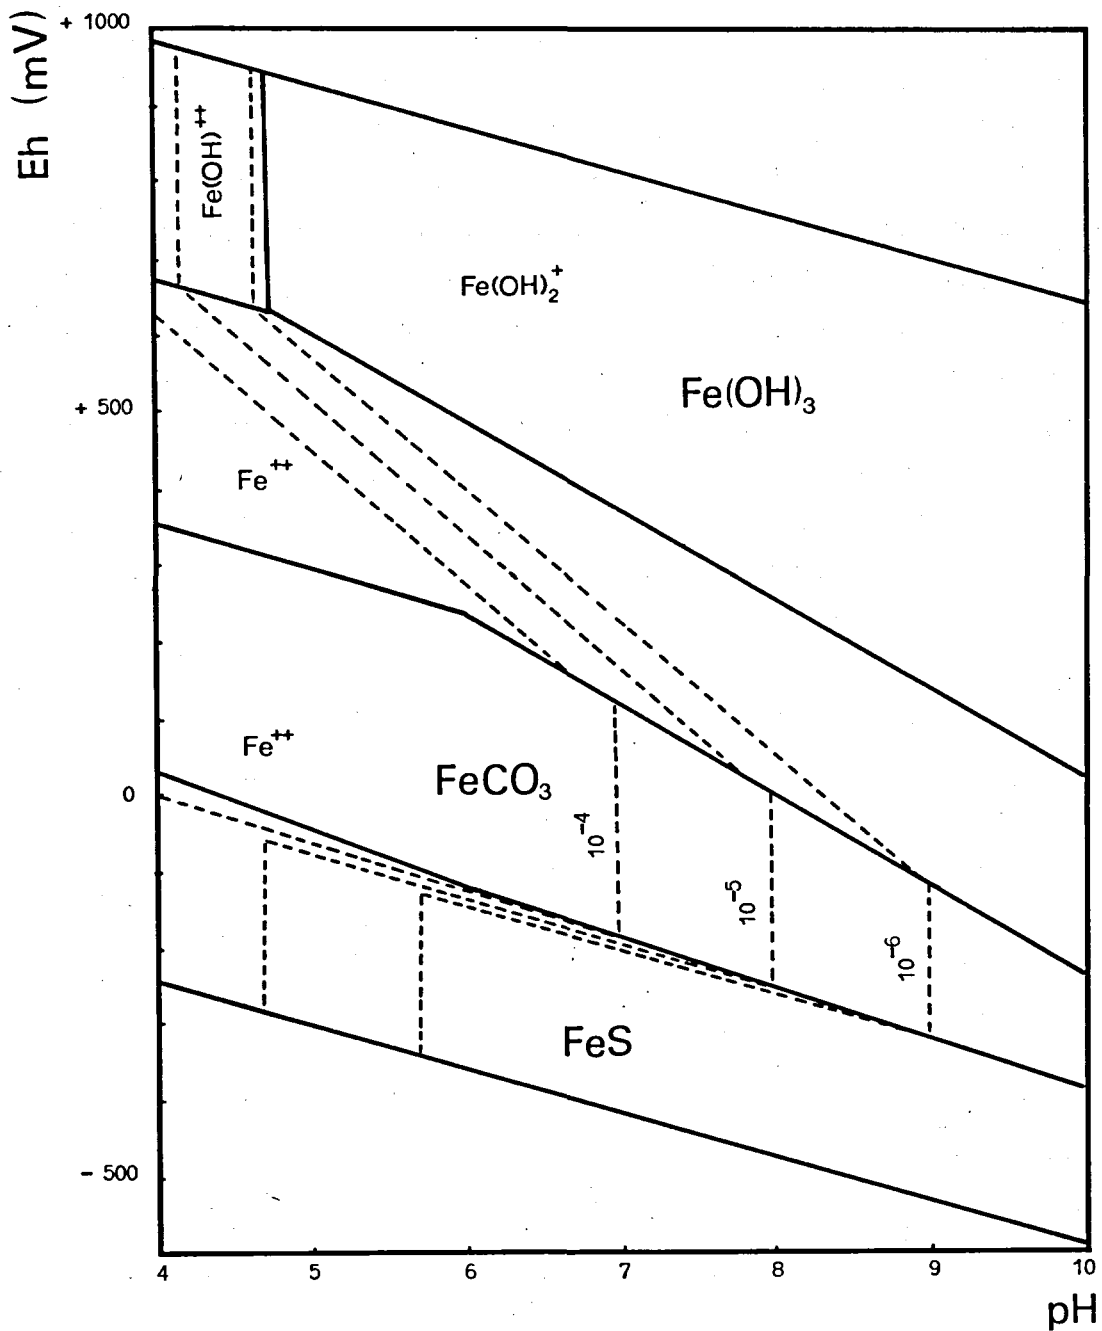 Eh (mV)
+ 1000
Fe(OH)⁺⁺
Fe(OH)₂⁺
Fe(OH)₃
+ 500
Fe⁺⁺
Fe⁺⁺
FeCO₃
0
10⁻⁴
10⁻⁵
10⁻⁶
FeS
− 500
4 5 6 7 8 9 10
pH